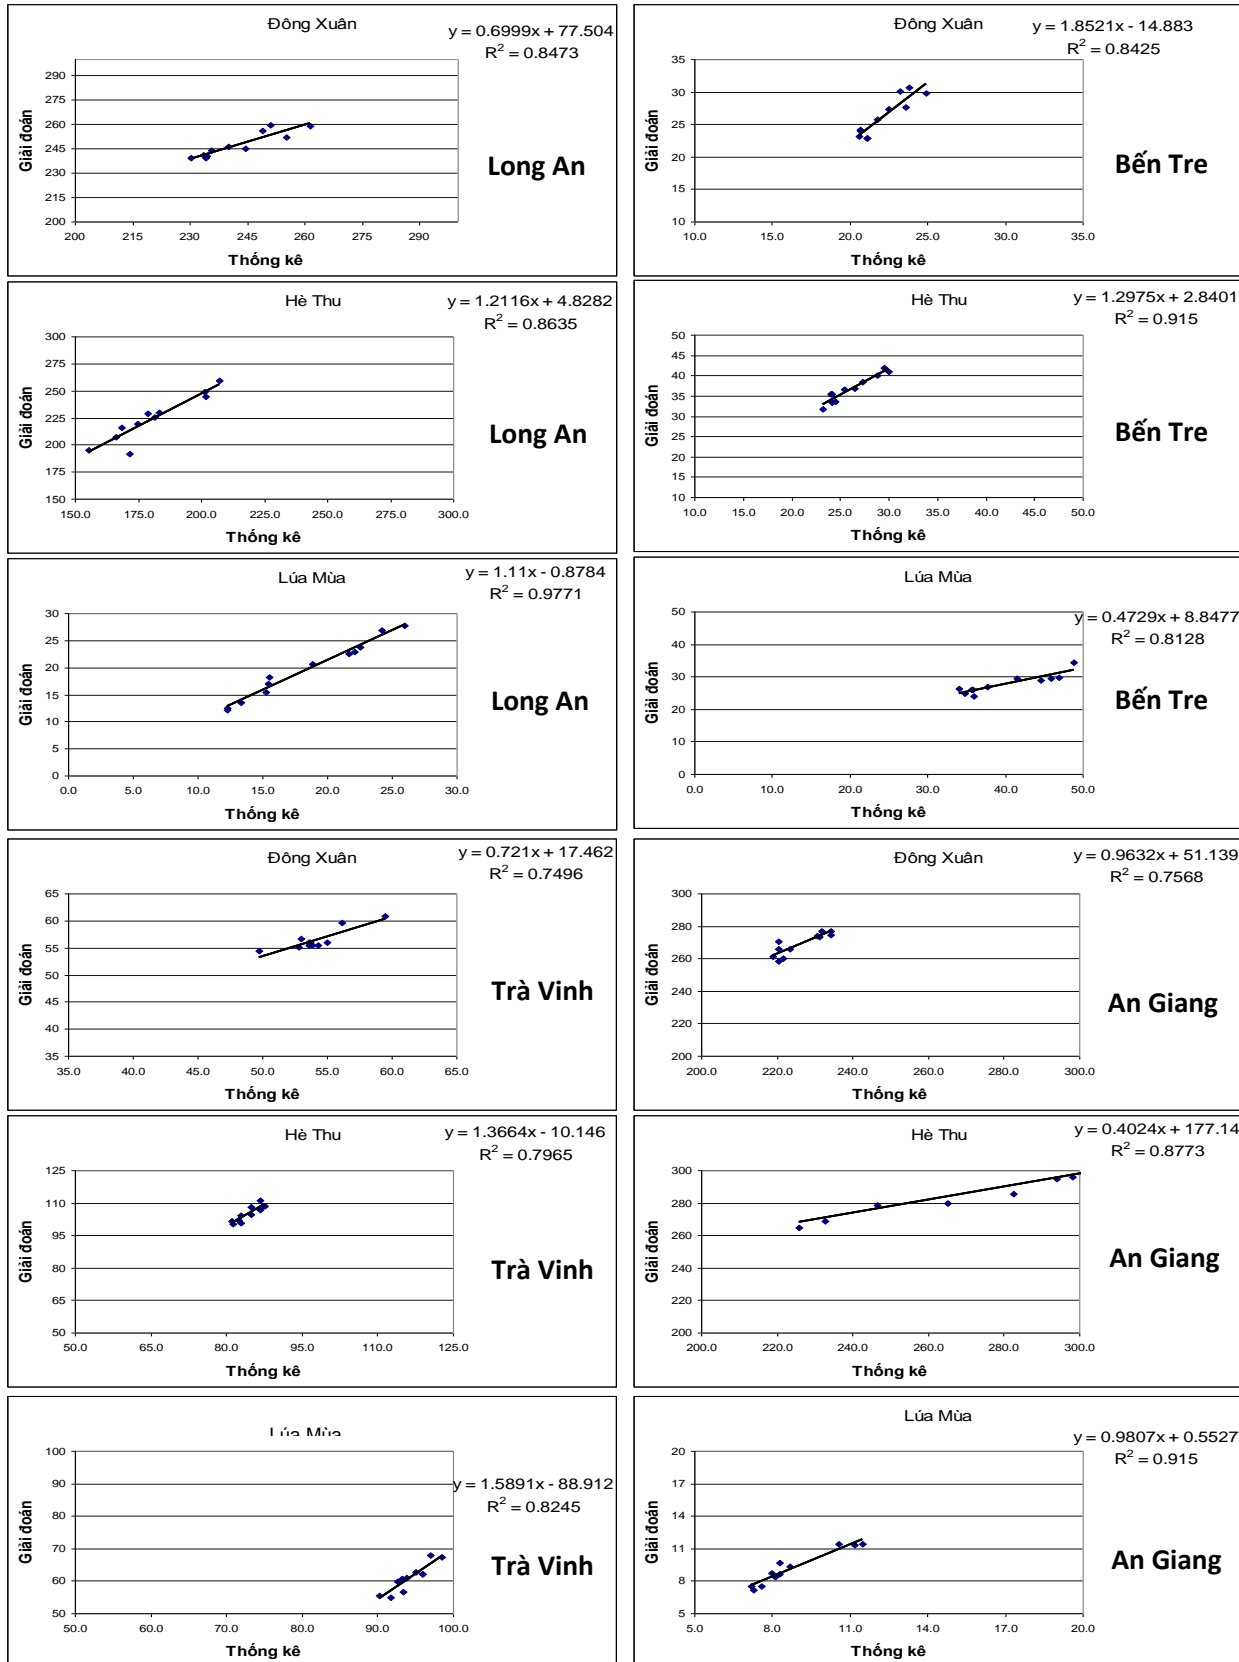 Đông Xuân
y = 0.6999x + 77.504
R² = 0.8473
290
275
260
245
230
215
200
200 215 230 245 260 275 290
Giải đoán
Thống kê
Long An
Đông Xuân
y = 1.8521x - 14.883
R² = 0.8425
35
30
25
20
15
10
10.0 15.0 20.0 25.0 30.0 35.0
Giải đoán
Thống kê
Bến Tre
Hè Thu
y = 1.2116x + 4.8282
R² = 0.8635
300
275
250
225
200
175
150
150.0 175.0 200.0 225.0 250.0 275.0 300.0
Giải đoán
Thống kê
Long An
Hè Thu
y = 1.2975x + 2.8401
R² = 0.915
50
45
40
35
30
25
20
15
10
10.0 15.0 20.0 25.0 30.0 35.0 40.0 45.0 50.0
Giải đoán
Thống kê
Bến Tre
Lúa Mùa
y = 1.11x - 0.8784
R² = 0.9771
30
25
20
15
10
5
0
0.0 5.0 10.0 15.0 20.0 25.0 30.0
Giải đoán
Thống kê
Long An
Lúa Mùa
y = 0.4729x + 8.8477
R² = 0.8128
50
40
30
20
10
0
0.0 10.0 20.0 30.0 40.0 50.0
Giải đoán
Thống kê
Bến Tre
Đông Xuân
y = 0.721x + 17.462
R² = 0.7496
65
60
55
50
45
40
35
35.0 40.0 45.0 50.0 55.0 60.0 65.0
Giải đoán
Thống kê
Trà Vinh
Đông Xuân
y = 0.9632x + 51.139
R² = 0.7568
300
280
260
240
220
200
200.0 220.0 240.0 260.0 280.0 300.0
Giải đoán
Thống kê
An Giang
Hè Thu
y = 1.3664x - 10.146
R² = 0.7965
125
110
95
80
65
50
50.0 65.0 80.0 95.0 110.0 125.0
Giải đoán
Thống kê
Trà Vinh
Hè Thu
y = 0.4024x + 177.14
R² = 0.8773
300
280
260
240
220
200
200.0 220.0 240.0 260.0 280.0 300.0
Giải đoán
Thống kê
An Giang
Lúa Mùa
y = 1.5891x - 88.912
R² = 0.8245
100
90
80
70
60
50
50.0 60.0 70.0 80.0 90.0 100.0
Giải đoán
Thống kê
Trà Vinh
Lúa Mùa
y = 0.9807x + 0.5527
R² = 0.915
20
17
14
11
8
5
5.0 8.0 11.0 14.0 17.0 20.0
Giải đoán
Thống kê
An Giang